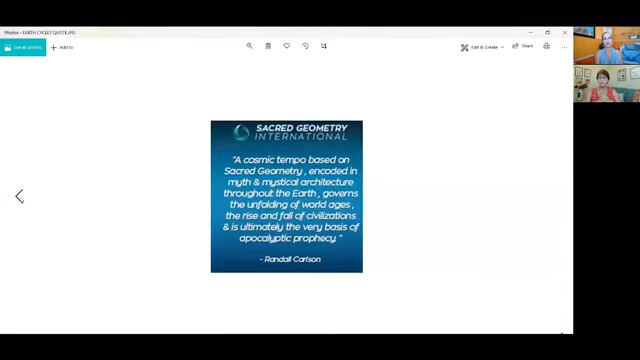 Photos - EARTH CYCLES QUOTE.JPG
See all photos
Add to
Edit & Create
Share
SACRED GEOMETRY
INTERNATIONAL
"A cosmic tempo based on
Sacred Geometry, encoded in
myth & mystical architecture
throughout the Earth, governs
the unfolding of world ages,
the rise and fall of civilizations
& is ultimately the very basis of
apocalyptic prophecy."
- Randall Carlson